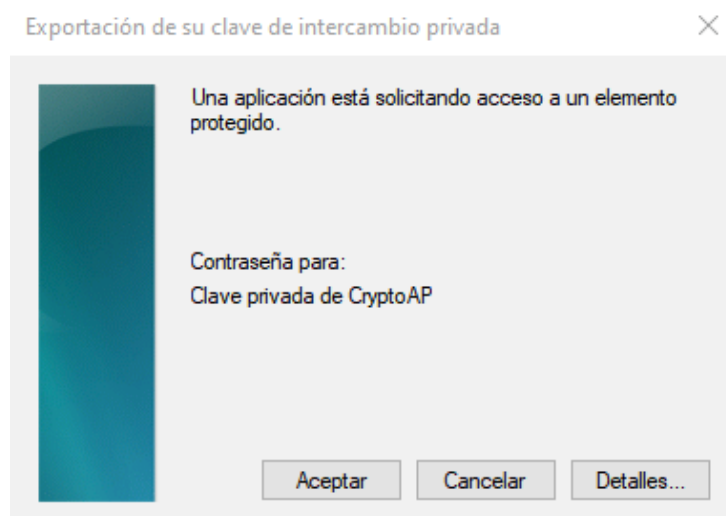 Exportación de su clave de intercambio privada
Una aplicación está solicitando acceso a un elemento
protegido.
Contraseña para:
Clave privada de CryptoAP
Aceptar
Cancelar
Detalles...